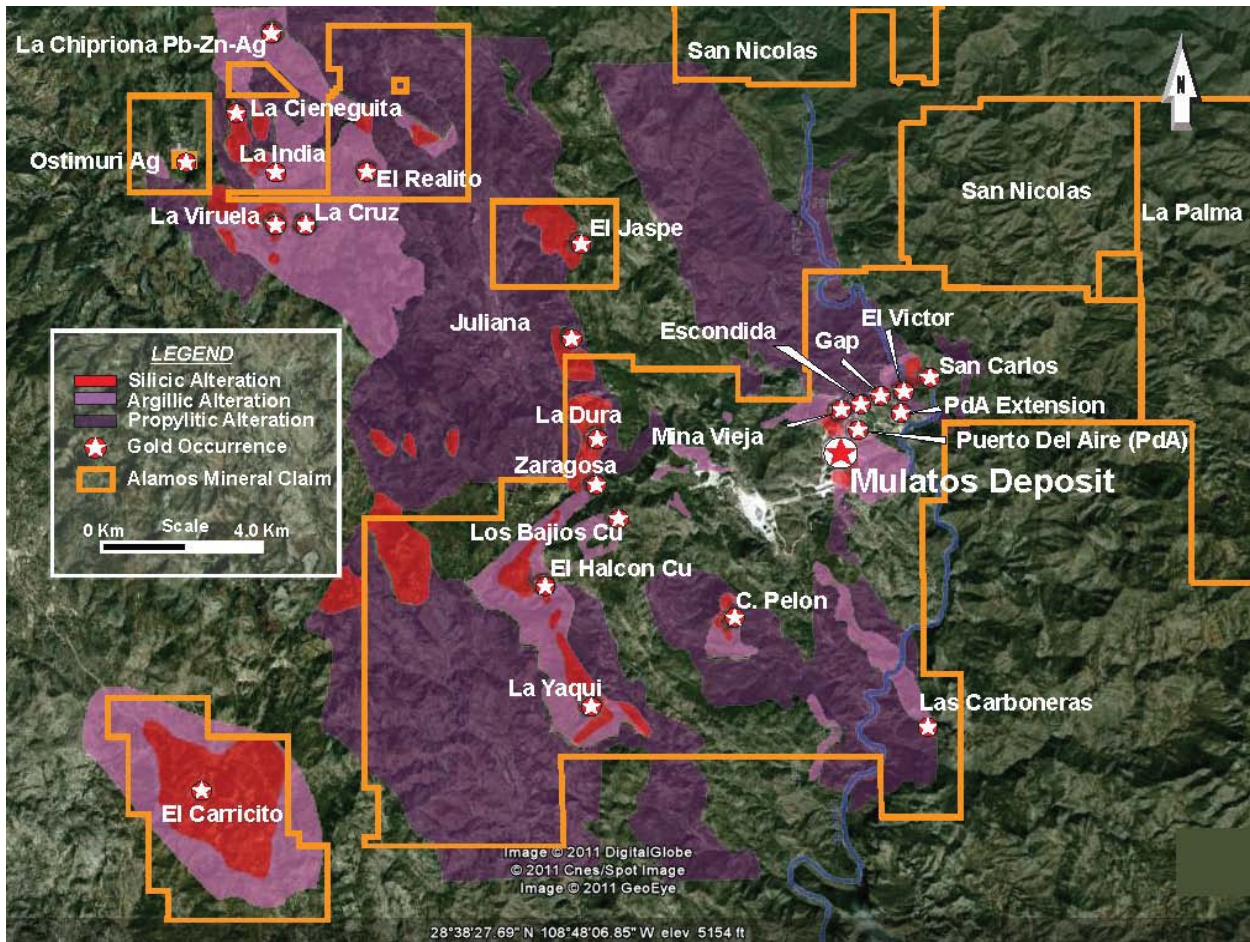 La Chipriona Pb-Zn-Ag
San Nicolas
N
La Cieneguita
Ostimuri Ag
La India
El Realito
San Nicolas
La Palma
La Viruela
La Cruz
El Jaspe
Juliana
Escondida
Gap
El Victor
San Carlos
PdA Extension
Puerto Del Aire (PdA)
Mina Vieja
Mulatos Deposit
LEGEND
Silicic Alteration
Argillic Alteration
Propylitic Alteration
Gold Occurrence
Alamos Mineral Claim
0 Km Scale 4.0 Km
La Dura
Zaragosa
Los Bajios Cu
El Halcon Cu
C. Pelon
La Yaqui
Las Carboneras
El Carricito
Image © 2011 DigitalGlobe
© 2011 Cnes/Spot Image
Image © 2011 GeoEye
28°38'27.69" N 108°48'06.85" W elev 5154 ft